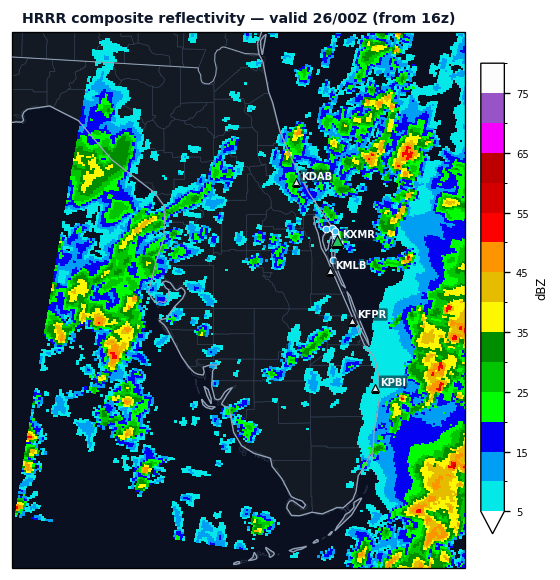 HRRR composite reflectivity — valid 26/00Z (from 16z)
KDAB
KXMR
KMLB
KFPR
KPBI
75
65
55
45
35
25
15
5
dBZ